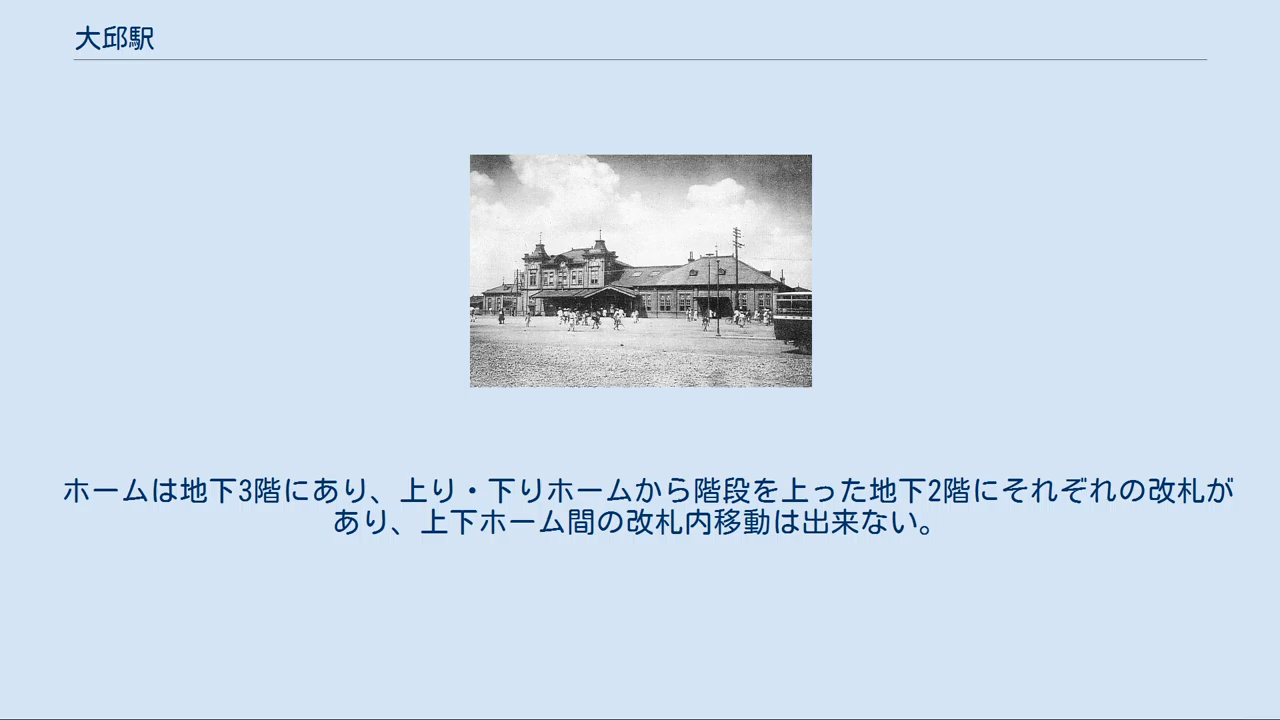 大邱駅
ホームは地下3階にあり、上り・下りホームから階段を上った地下2階にそれぞれの改札が
あり、上下ホーム間の改札内移動は出来ない。